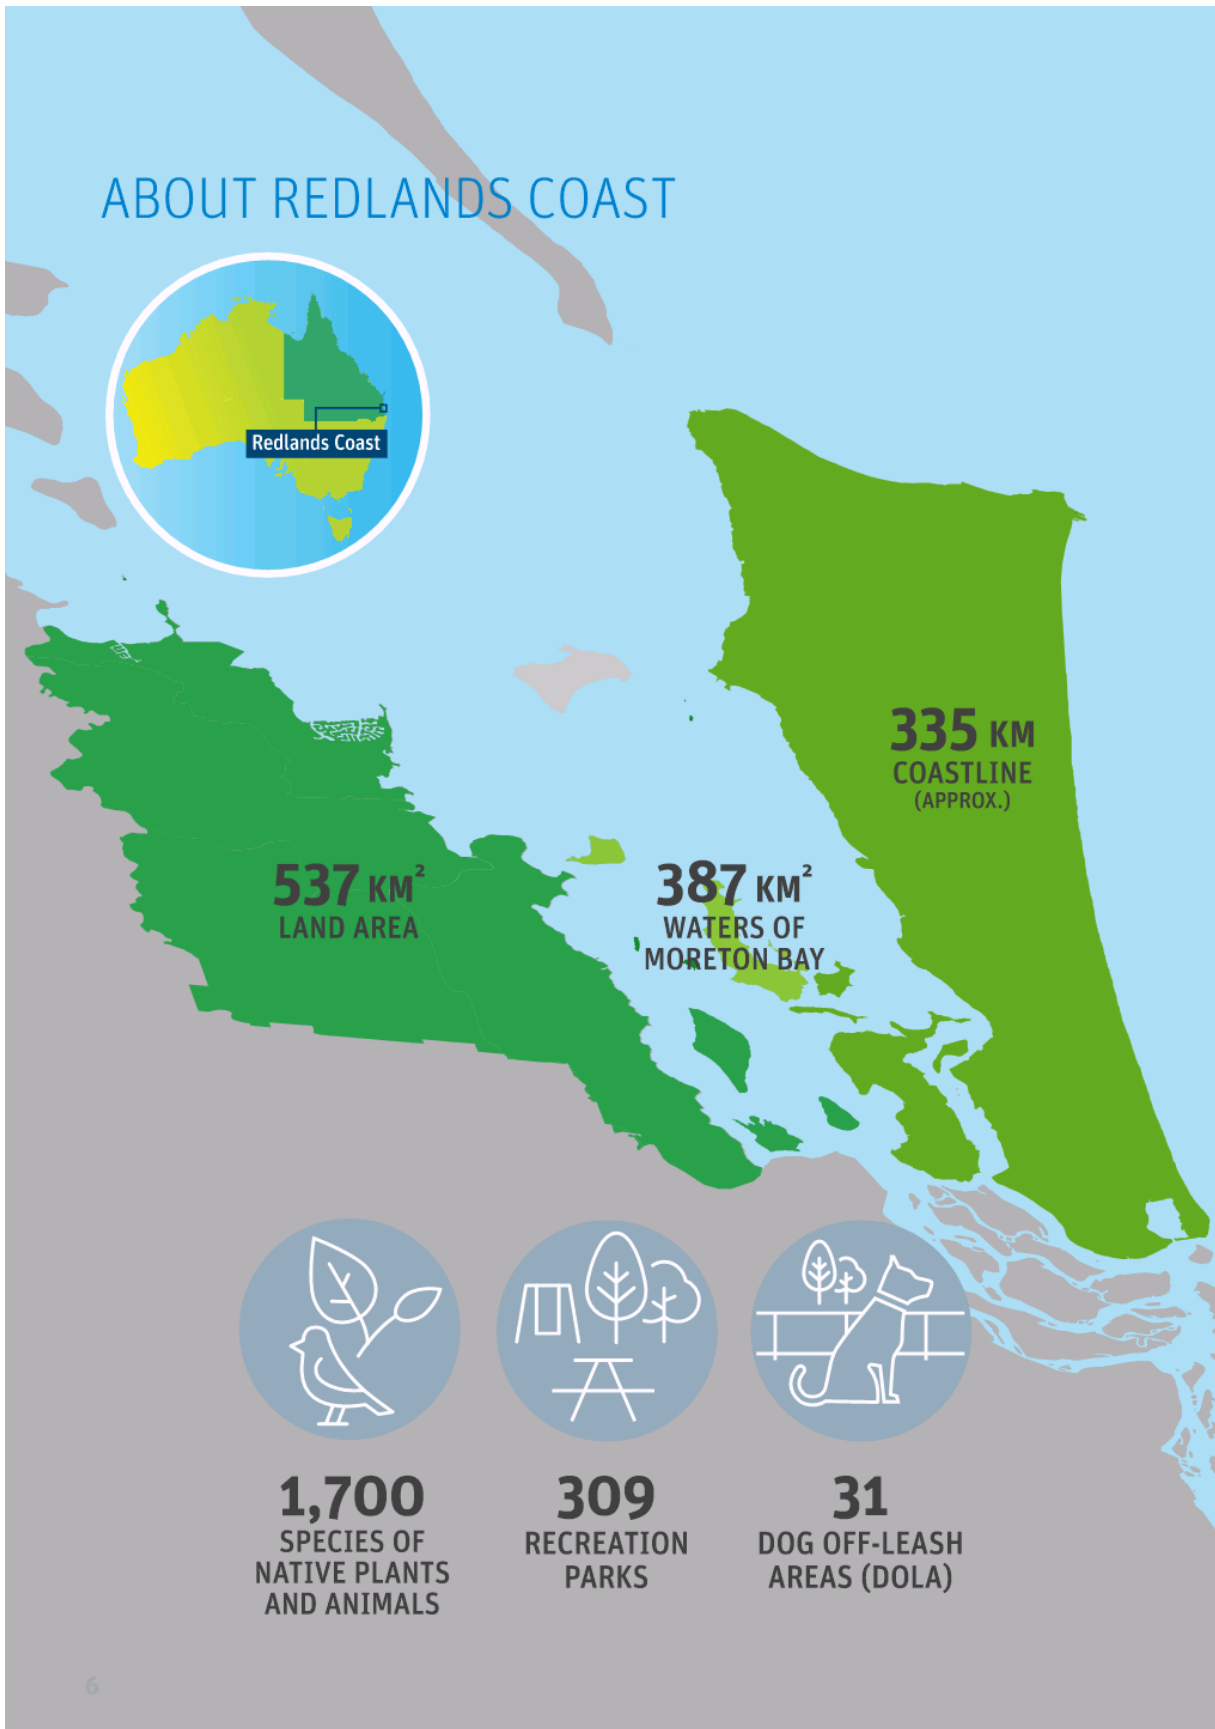 ABOUT REDLANDS COAST
Redlands Coast
335 KM
COASTLINE
(APPROX.)
537 KM²
LAND AREA
387 KM²
WATERS OF
MORETON BAY
1,700
SPECIES OF
NATIVE PLANTS
AND ANIMALS
309
RECREATION
PARKS
31
DOG OFF-LEASH
AREAS (DOLA)
6